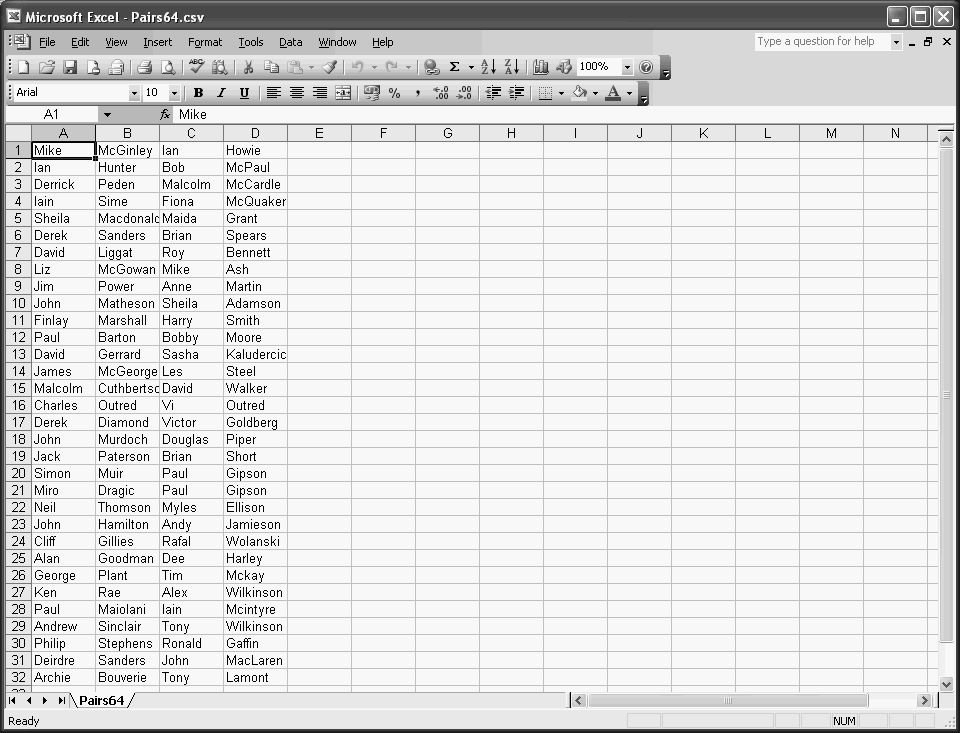 Microsoft Excel - Pairs64.csv
File Edit View Insert Format Tools Data Window Help Type a question for help
100%
Arial 10 B I U
A1 fx Mike
A B C D E F G H I J K L M N
1 Mike McGinley Ian Howie
2 Ian Hunter Bob McPaul
3 Derrick Peden Malcolm McCardle
4 Iain Sime Fiona McQuaker
5 Sheila Macdonald Maida Grant
6 Derek Sanders Brian Spears
7 David Liggat Roy Bennett
8 Liz McGowan Mike Ash
9 Jim Power Anne Martin
10 John Matheson Sheila Adamson
11 Finlay Marshall Harry Smith
12 Paul Barton Bobby Moore
13 David Gerrard Sasha Kaludercic
14 James McGeorge Les Steel
15 Malcolm Cuthbertso David Walker
16 Charles Outred Vi Outred
17 Derek Diamond Victor Goldberg
18 John Murdoch Douglas Piper
19 Jack Paterson Brian Short
20 Simon Muir Paul Gipson
21 Miro Dragic Paul Gipson
22 Neil Thomson Myles Ellison
23 John Hamilton Andy Jamieson
24 Cliff Gillies Rafal Wolanski
25 Alan Goodman Dee Harley
26 George Plant Tim Mckay
27 Ken Rae Alex Wilkinson
28 Paul Maiolani Iain Mcintyre
29 Andrew Sinclair Tony Wilkinson
30 Philip Stephens Ronald Gaffin
31 Deirdre Sanders John MacLaren
32 Archie Bouverie Tony Lamont
Pairs64
Ready NUM